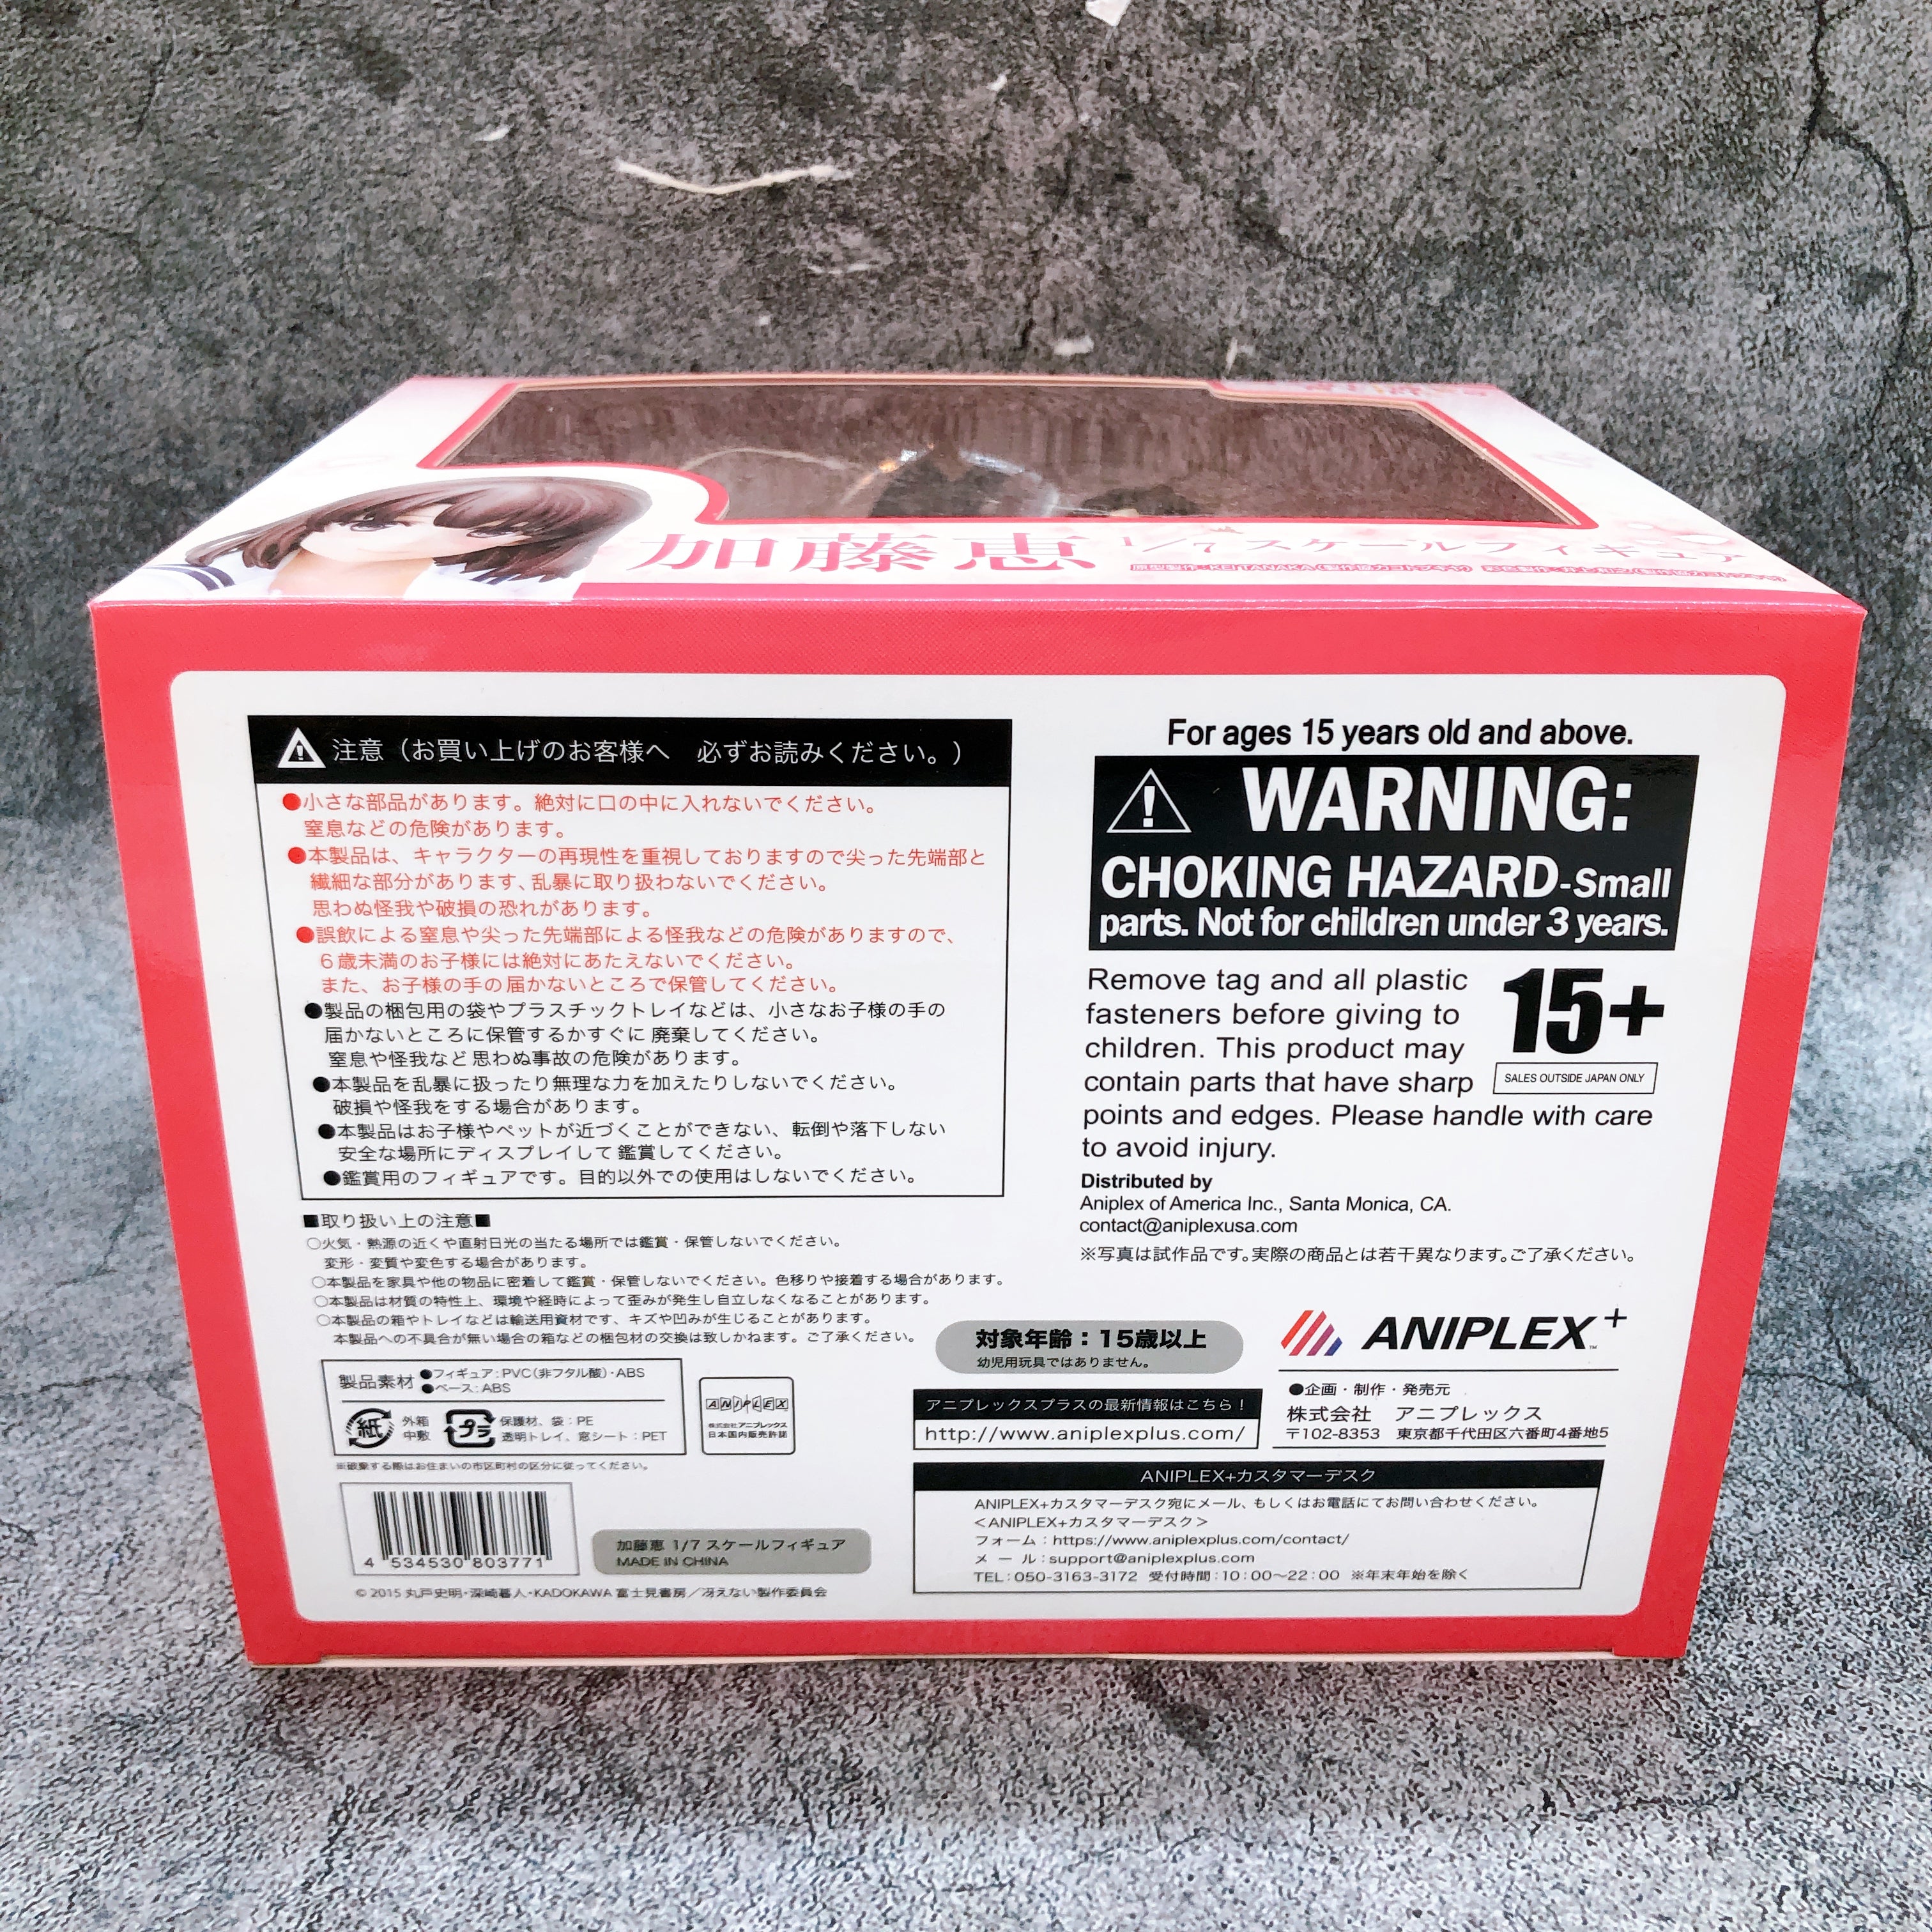 加藤恵 1/7 スケールフィギュア
注意（お買い上げのお客様へ　必ずお読みください。）
●小さな部品があります。絶対に口の中に入れないでください。
窒息などの危険があります。
●本製品は、キャラクターの再現性を重視しておりますので尖った先端部と
繊細な部分があります、乱暴に取り扱わないでください。
思わぬ怪我や破損の恐れがあります。
●誤飲による窒息や尖った先端部による怪我などの危険がありますので、
６歳未満のお子様には絶対にあたえないでください。
また、お子様の手の届かないところで保管してください。
●製品の梱包用の袋やプラスチックトレイなどは、小さなお子様の手の
届かないところに保管するかすぐに廃棄してください。
窒息や怪我など思わぬ事故の危険があります。
●本製品を乱暴に扱ったり無理な力を加えたりしないでください。
破損や怪我をする場合があります。
●本製品はお子様やペットが近づくことができない、転倒や落下しない
安全な場所にディスプレイして鑑賞してください。
●鑑賞用のフィギュアです。目的以外での使用はしないでください。
■取り扱い上の注意■
○火気・熱源の近くや直射日光の当たる場所では鑑賞・保管しないでください。
変形・変質や変色する場合があります。
○本製品を家具や他の物品に密着して鑑賞・保管しないでください。色移りや接着する場合があります。
○本製品は材質の特性上、環境や経時によって歪みが発生し自立しなくなることがあります。
○本製品の箱やトレイなどは輸送用資材です、キズや凹みが生じることがあります。
本製品への不具合が無い場合の箱などの梱包材の交換は致しかねます。ご了承ください。
製品素材
●フィギュア：PVC（非フタル酸）・ABS
●ベース：ABS
紙
外箱
中敷
プラ
保護材、袋：PE
透明トレイ、窓シート：PET
ANIPLEX
株式会社アニプレックス
日本国内販売許諾
※破棄する際はお住まいの市区町村の区分に従ってください。
4 534530 803771
加藤恵 1/7 スケールフィギュア
MADE IN CHINA
© 2015 丸戸史明・深崎暮人・KADOKAWA 富士見書房／冴えない製作委員会
For ages 15 years old and above.
WARNING:
CHOKING HAZARD-Small
parts. Not for children under 3 years.
Remove tag and all plastic
fasteners before giving to
children. This product may
contain parts that have sharp
points and edges. Please handle with care
to avoid injury.
15+
SALES OUTSIDE JAPAN ONLY
Distributed by
Aniplex of America Inc., Santa Monica, CA.
contact@aniplexusa.com
※写真は試作品です。実際の商品とは若干異なります。ご了承ください。
対象年齢：15歳以上
幼児用玩具ではありません。
ANIPLEX+
アニプレックスプラスの最新情報はこちら！
http://www.aniplexplus.com/
●企画・制作・発売元
株式会社　アニプレックス
〒102-8353　東京都千代田区六番町4番地5
ANIPLEX+カスタマーデスク
ANIPLEX+カスタマーデスク宛にメール、もしくはお電話にてお問い合わせください。
＜ANIPLEX+カスタマーデスク＞
フォーム：https://www.aniplexplus.com/contact/
メ ー ル：support@aniplexplus.com
TEL：050-3163-3172 受付時間：10：00～22：00 ※年末年始を除く